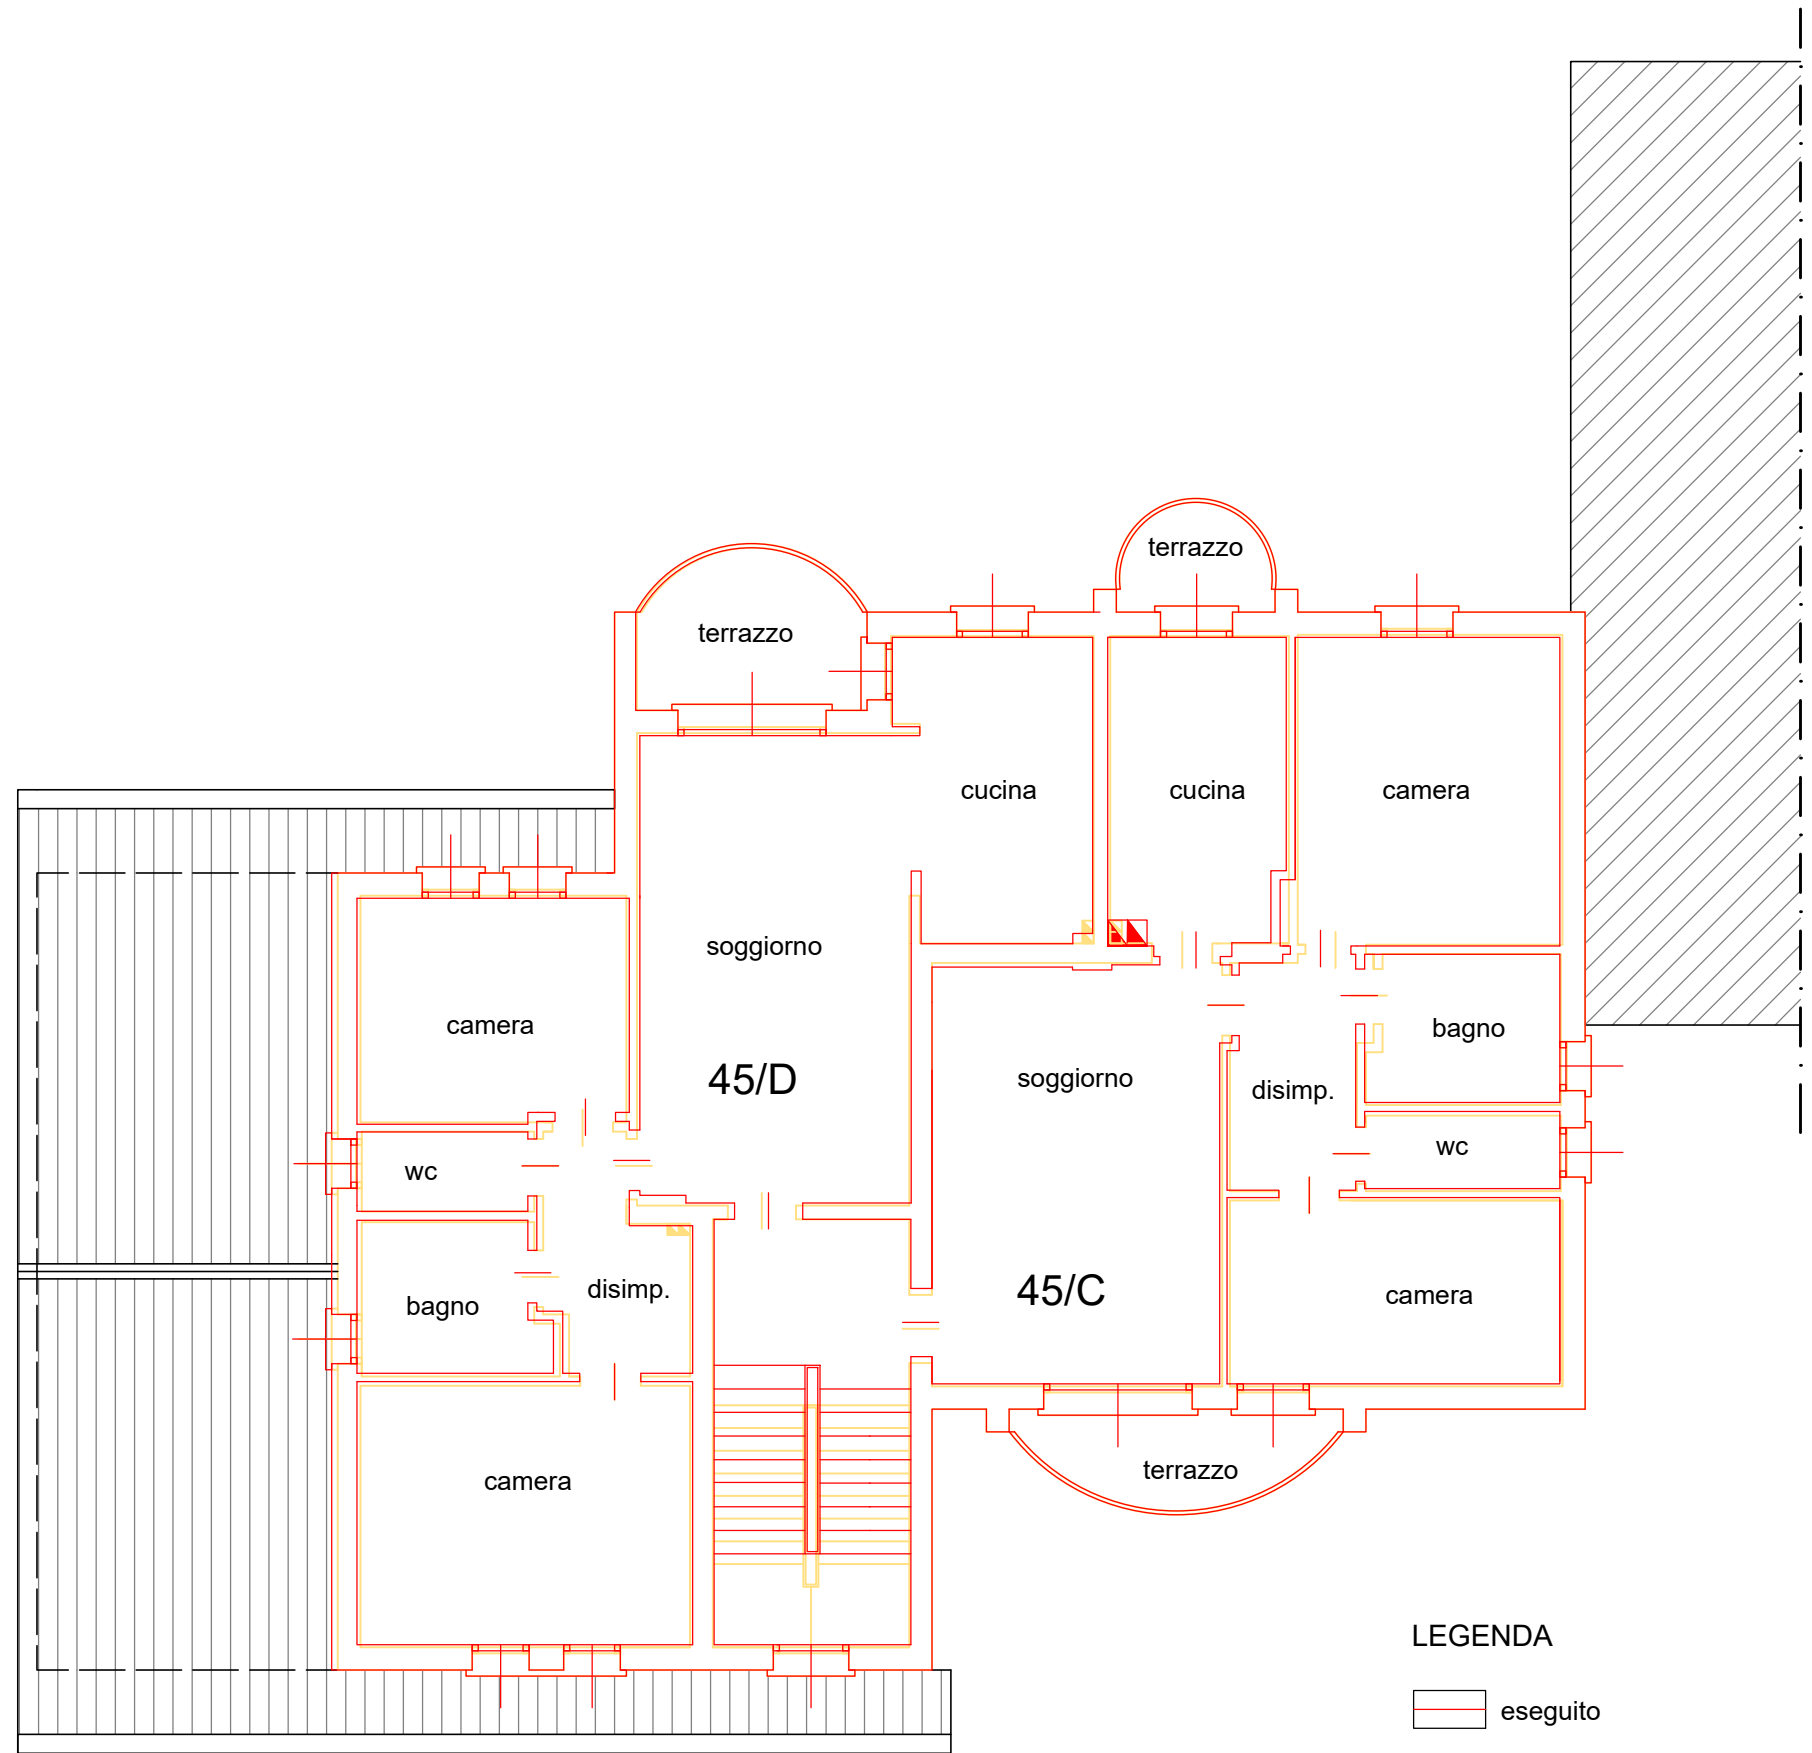 terrazzo
terrazzo
cucina
cucina
camera
soggiorno
camera
bagno
45/D
soggiorno
disimp.
wc
wc
disimp.
45/C
camera
bagno
terrazzo
camera
LEGENDA
eseguito